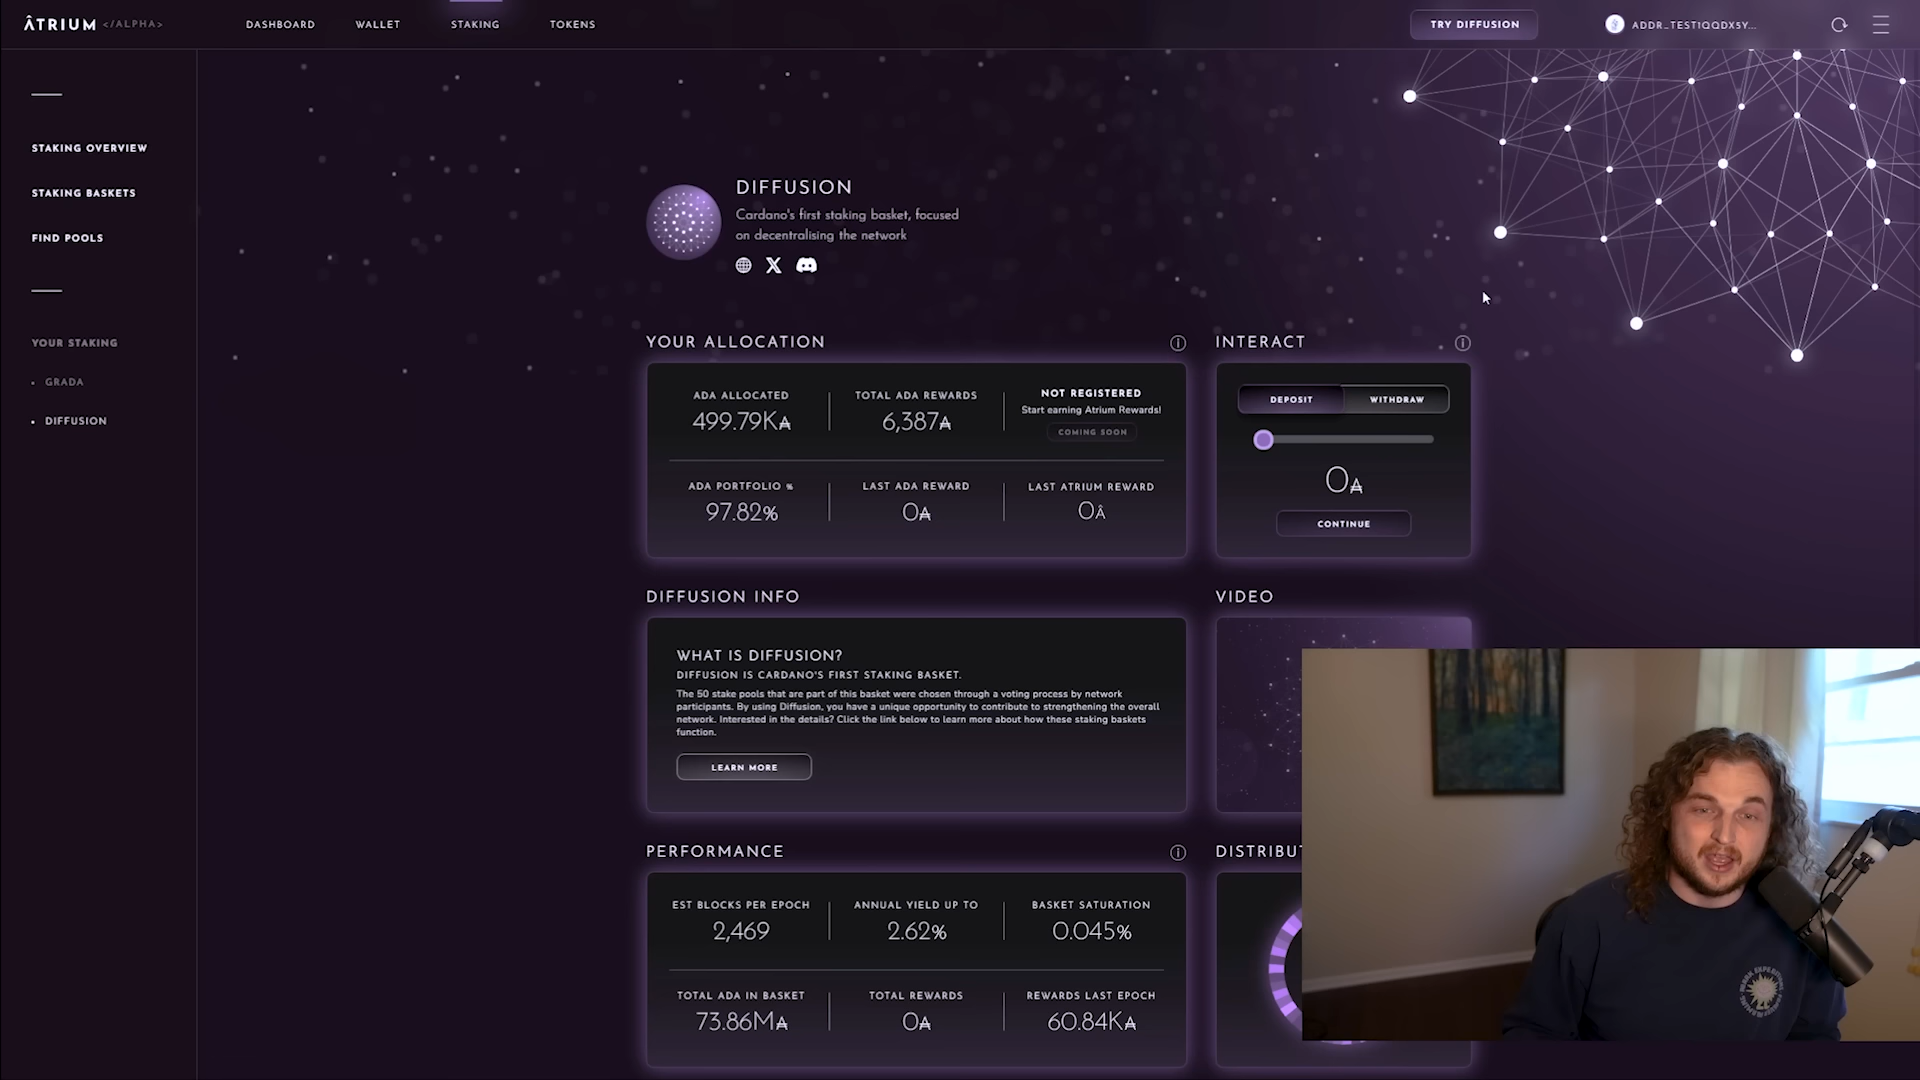 ÂTRIUM </ALPHA>
DASHBOARD
WALLET
STAKING
TOKENS
TRY DIFFUSION
ADDR_TEST1QQDX5Y...
STAKING OVERVIEW
STAKING BASKETS
FIND POOLS
YOUR STAKING
• GRADA
• DIFFUSION
DIFFUSION
Cardano's first staking basket, focused
on decentralising the network
YOUR ALLOCATION
ADA ALLOCATED
499.79K₳
TOTAL ADA REWARDS
6,387₳
NOT REGISTERED
Start earning Atrium Rewards!
COMING SOON
ADA PORTFOLIO %
97.82%
LAST ADA REWARD
0₳
LAST ATRIUM REWARD
0Â
INTERACT
DEPOSIT
WITHDRAW
0₳
CONTINUE
DIFFUSION INFO
WHAT IS DIFFUSION?
DIFFUSION IS CARDANO'S FIRST STAKING BASKET.
The 50 stake pools that are part of this basket were chosen through a voting process by network
participants. By using Diffusion, you have a unique opportunity to contribute to strengthening the overall
network. Interested in the details? Click the link below to learn more about how these staking baskets
function.
LEARN MORE
VIDEO
PERFORMANCE
EST BLOCKS PER EPOCH
2,469
ANNUAL YIELD UP TO
2.62%
BASKET SATURATION
0.045%
TOTAL ADA IN BASKET
73.86M₳
TOTAL REWARDS
0₳
REWARDS LAST EPOCH
60.84K₳
DISTRIBUT